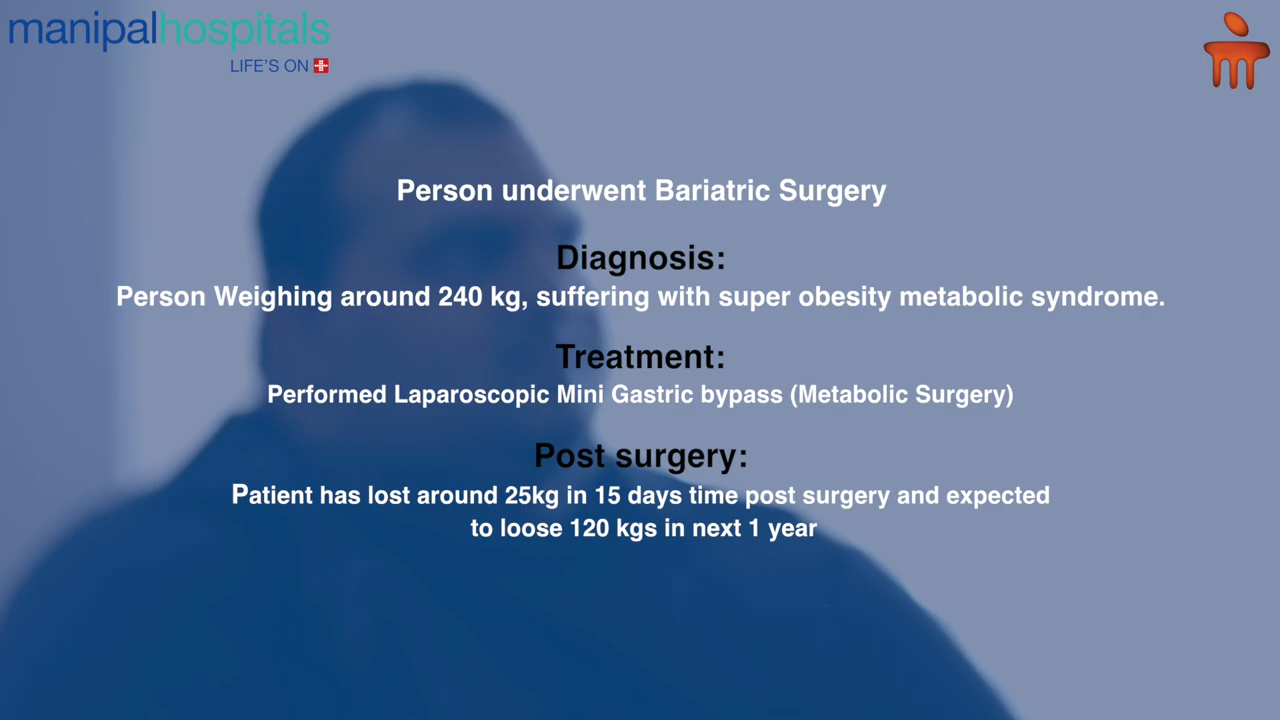 manipalhospitals
LIFE'S ON
Person underwent Bariatric Surgery
Diagnosis:
Person Weighing around 240 kg, suffering with super obesity metabolic syndrome.
Treatment:
Performed Laparoscopic Mini Gastric bypass (Metabolic Surgery)
Post surgery:
Patient has lost around 25kg in 15 days time post surgery and expected
to loose 120 kgs in next 1 year